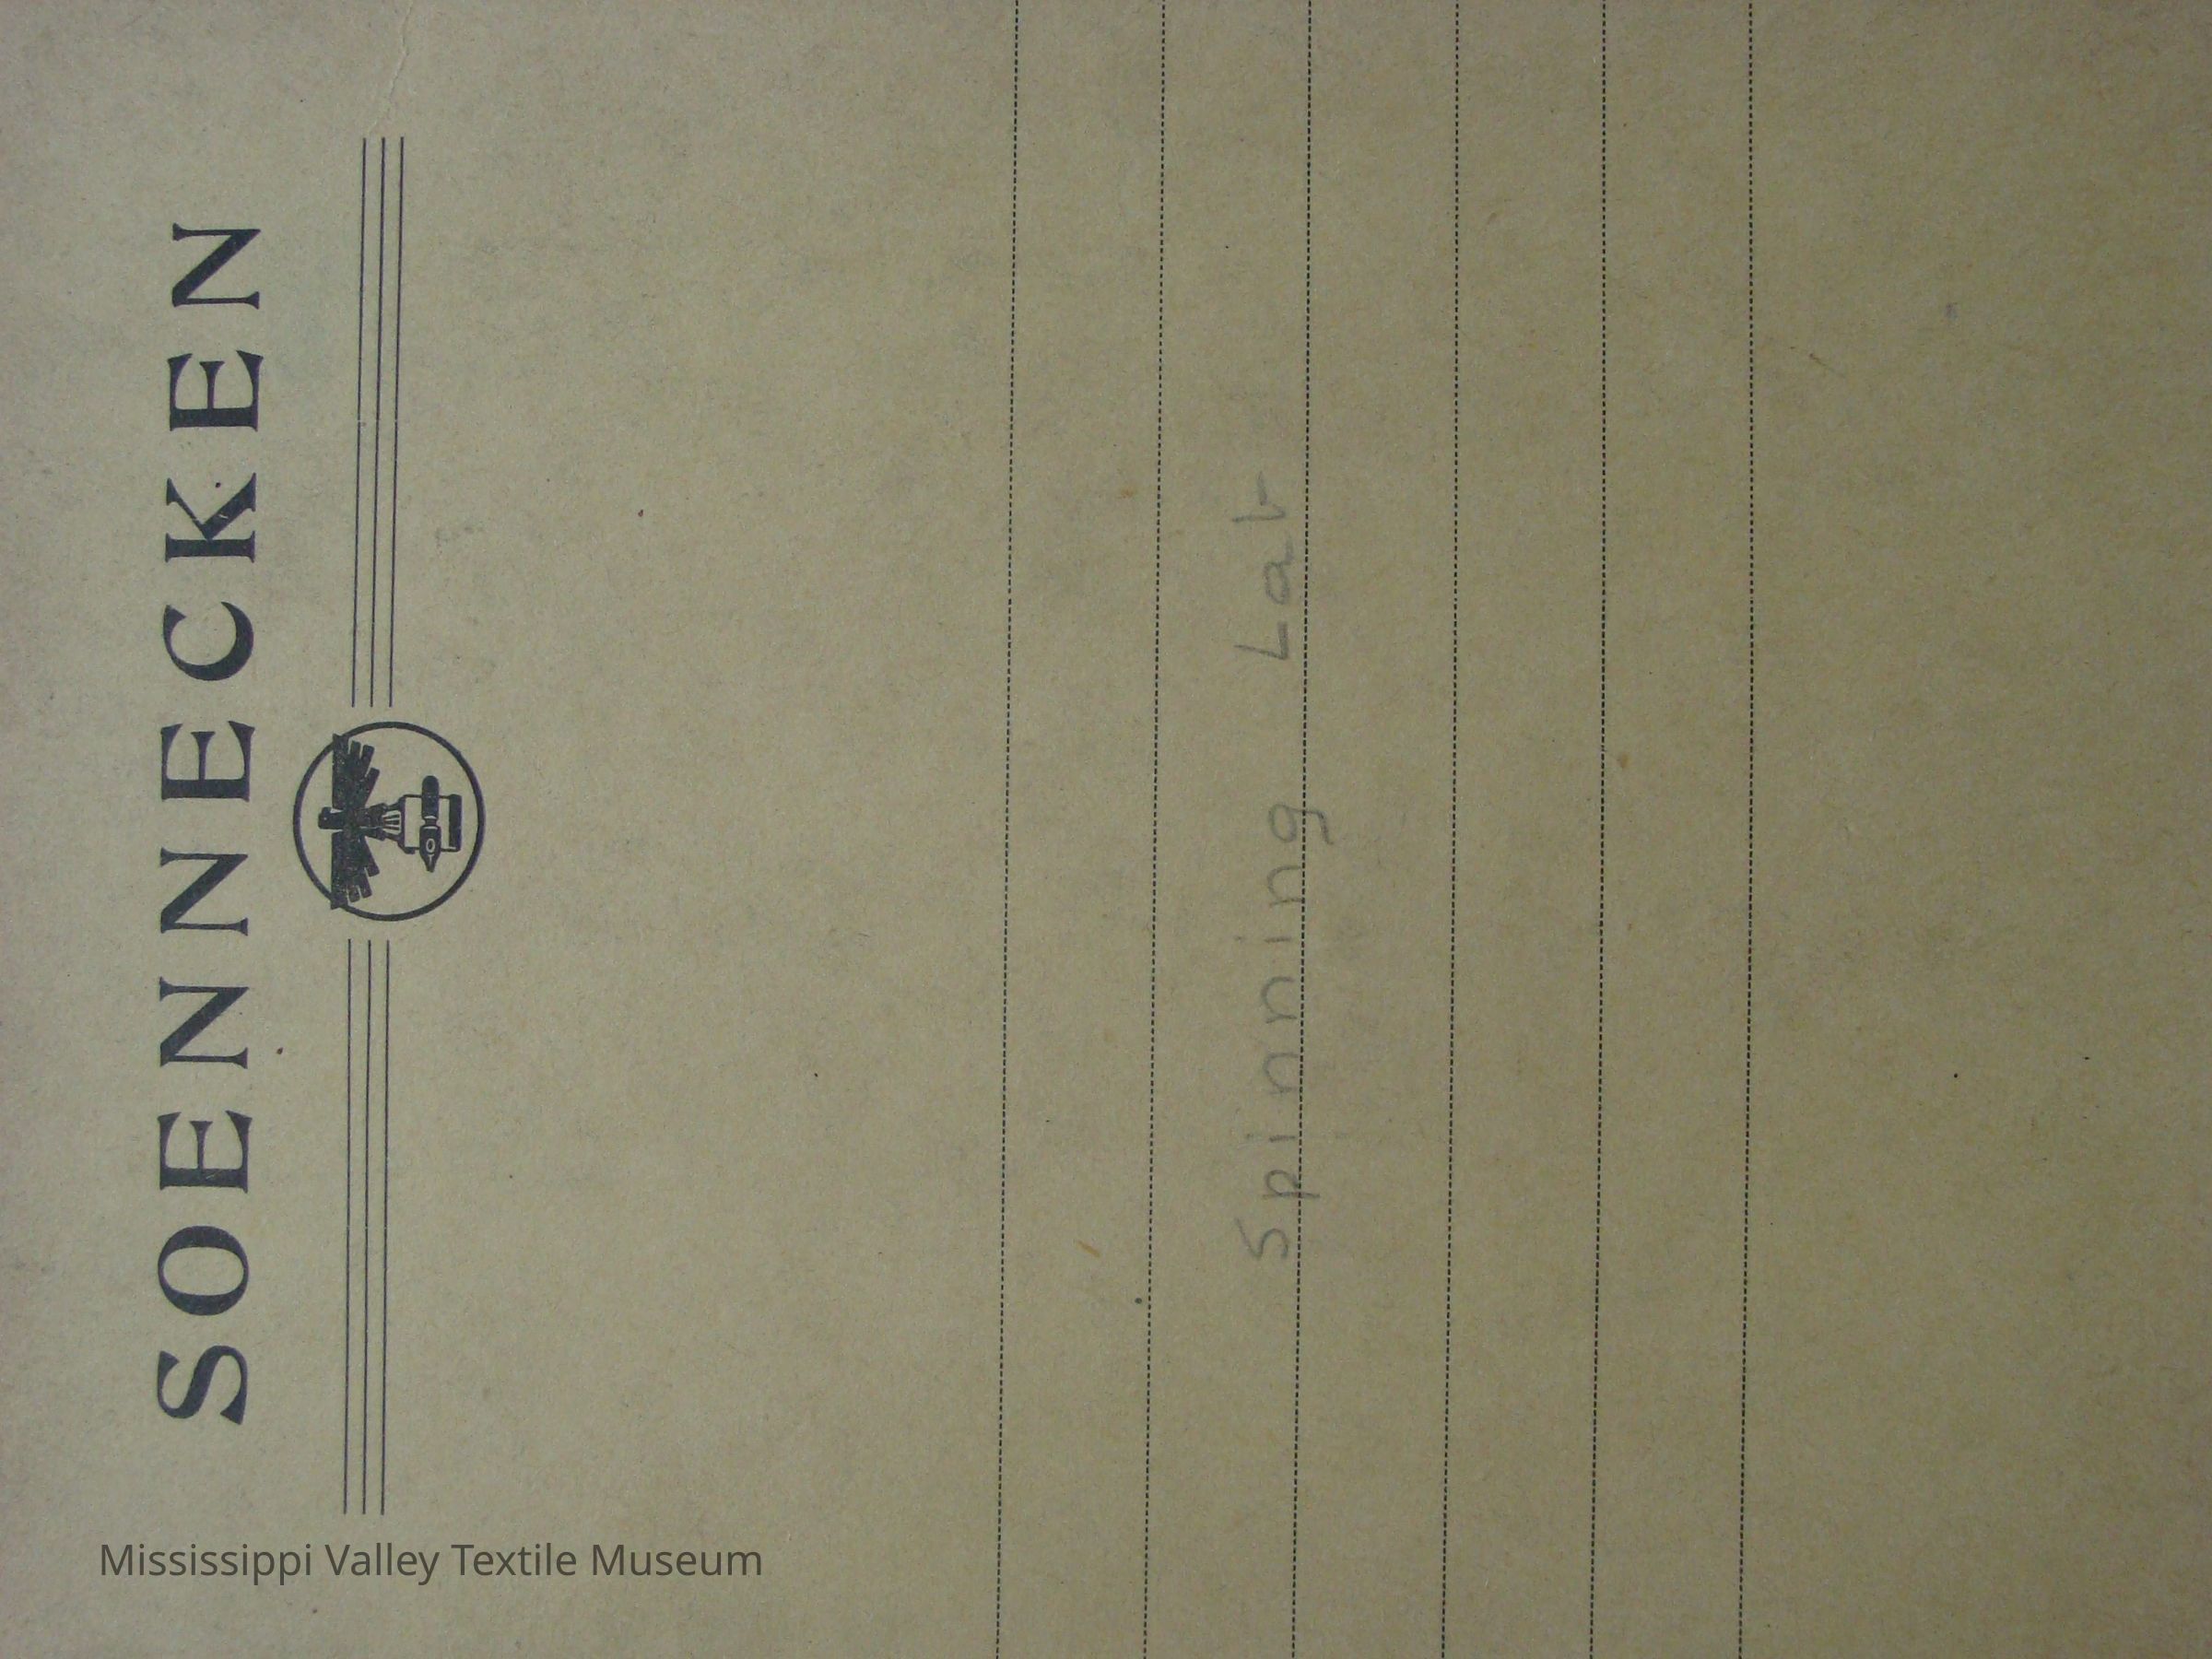 SOENNECKEN
Spinning Lab
Mississippi Valley Textile Museum